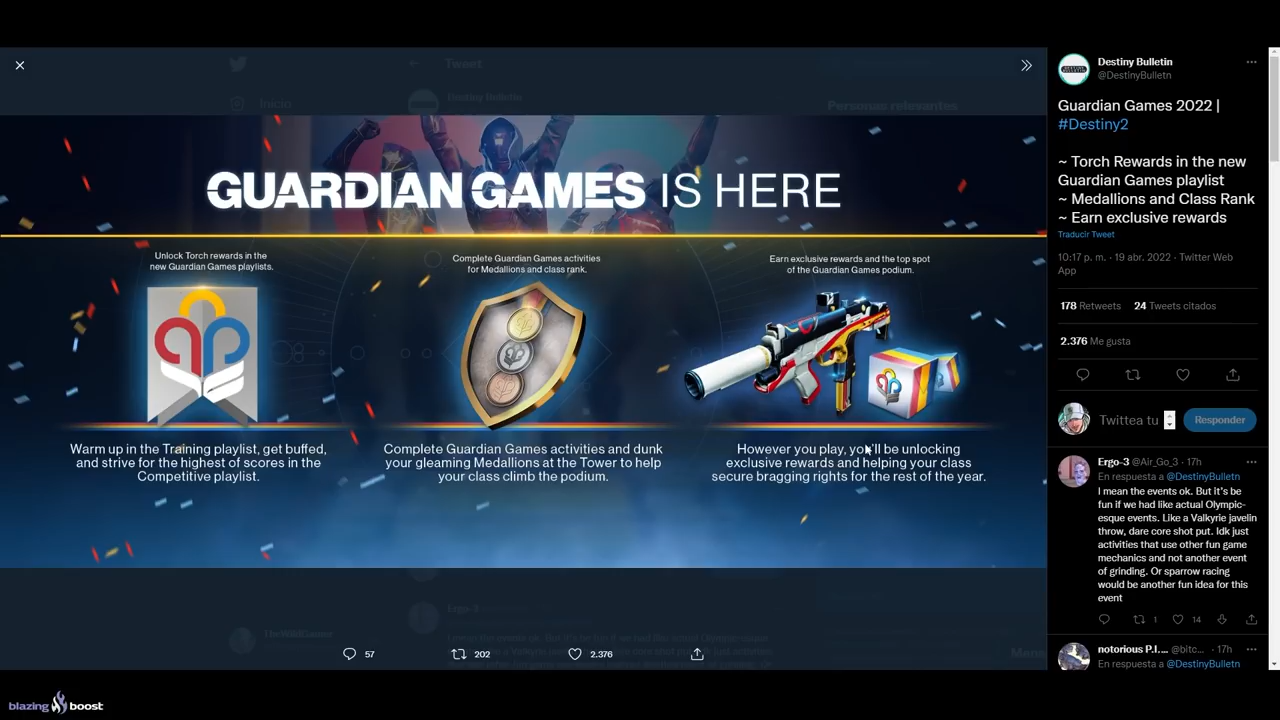 Tweet
Inicio
Destiny Bulletin
Personas relevantes
GUARDIAN GAMES IS HERE
Unlock Torch rewards in the
new Guardian Games playlists.
Complete Guardian Games activities
for Medallions and class rank.
Earn exclusive rewards and the top spot
of the Guardian Games podium.
Warm up in the Training playlist, get buffed,
and strive for the highest of scores in the
Competitive playlist.
Complete Guardian Games activities and dunk
your gleaming Medallions at the Tower to help
your class climb the podium.
However you play, you'll be unlocking
exclusive rewards and helping your class
secure bragging rights for the rest of the year.
Ergo-3
TheWildGamer
57
202
2.376
Destiny Bulletin
@DestinyBulletn
Guardian Games 2022 |
#Destiny2
~ Torch Rewards in the new
Guardian Games playlist
~ Medallions and Class Rank
~ Earn exclusive rewards
Traducir Tweet
10:17 p. m. · 19 abr. 2022 · Twitter Web
App
178 Retweets 24 Tweets citados
2.376 Me gusta
Twittea tu
Responder
Ergo-3 @Air_Go_3 · 17h
En respuesta a @DestinyBulletn
I mean the events ok. But it's be
fun if we had like actual Olympic-
esque events. Like a Valkyrie javelin
throw, dare core shot put. Idk just
activities that use other fun game
mechanics and not another event
of grinding. Or sparrow racing
would be another fun idea for this
event
1
14
notorious P.I.... @bitc... · 17h
En respuesta a @DestinyBulletn
blazing boost